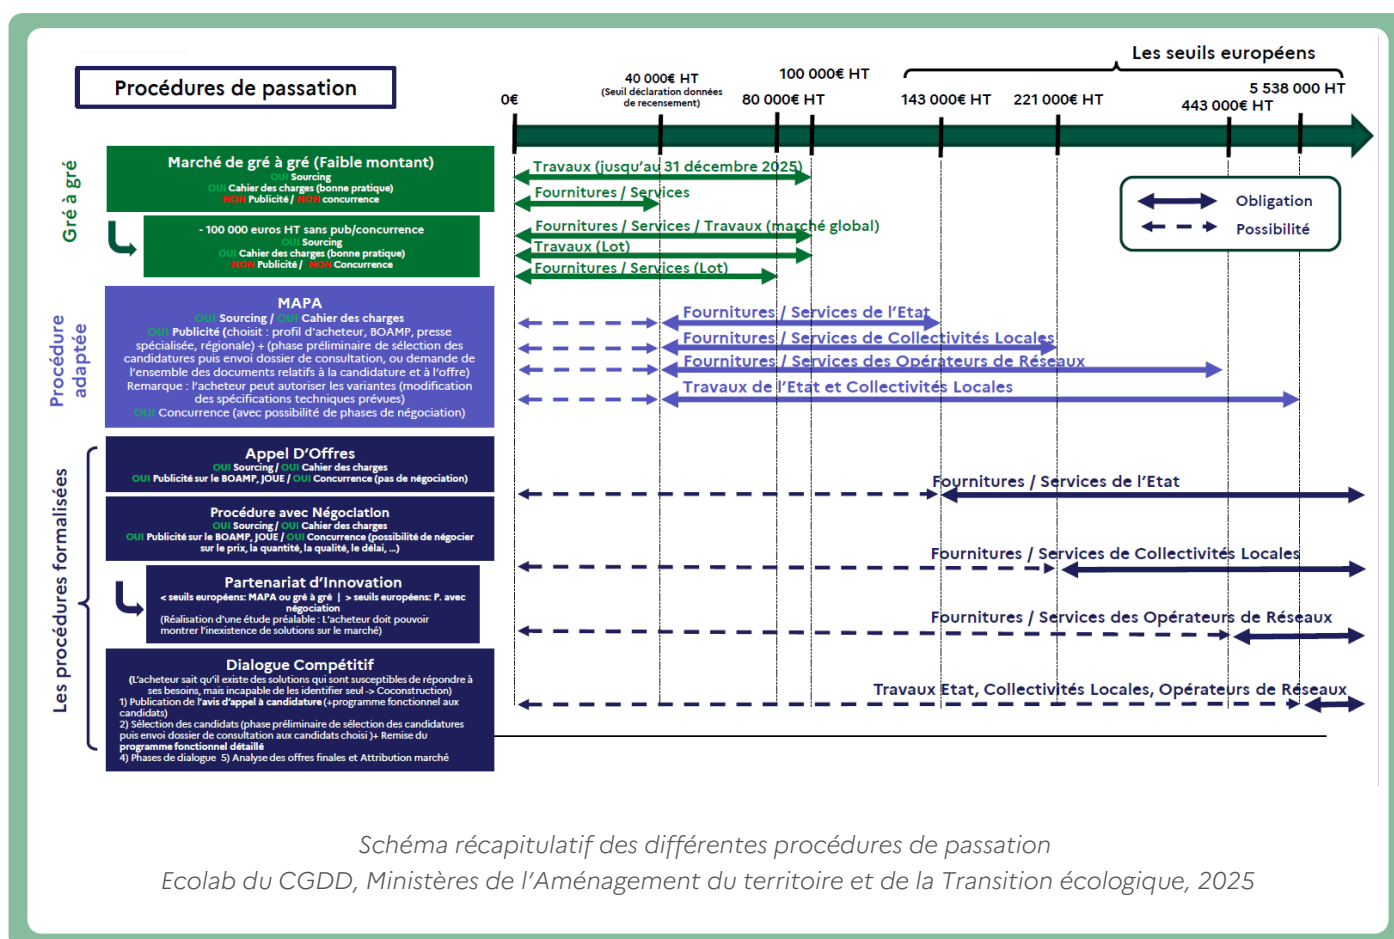 Procédures de passation
Les seuils européens
0€
40 000€ HT
(Seuil déclaration données
de recensement)
80 000€ HT
100 000€ HT
143 000€ HT
221 000€ HT
443 000€ HT
5 538 000 HT
Gré à gré
Marché de gré à gré (Faible montant)
OUI Sourcing
OUI Cahier des charges (bonne pratique)
NON Publicité / NON concurrence
- 100 000 euros HT sans pub/concurrence
OUI Sourcing
OUI Cahier des charges (bonne pratique)
NON Publicité / NON Concurrence
Travaux (jusqu'au 31 décembre 2025)
Fournitures / Services
Fournitures / Services / Travaux (marché global)
Travaux (Lot)
Fournitures / Services (Lot)
Obligation
Possibilité
Procédure
adaptée
MAPA
OUI Sourcing / OUI Cahier des charges
OUI Publicité (choisit : profil d'acheteur, BOAMP, presse
spécialisée, régionale) + (phase préliminaire de sélection des
candidatures puis envoi dossier de consultation, ou demande de
l'ensemble des documents relatifs à la candidature et à l'offre)
Remarque : l'acheteur peut autoriser les variantes (modification
des spécifications techniques prévues)
OUI Concurrence (avec possibilité de phases de négociation)
Fournitures / Services de l'Etat
Fournitures / Services de Collectivités Locales
Fournitures / Services des Opérateurs de Réseaux
Travaux de l'Etat et Collectivités Locales
Les procédures formalisées
Appel D'Offres
OUI Sourcing / OUI Cahier des charges
OUI Publicité sur le BOAMP, JOUE / OUI Concurrence (pas de négociation)
Procédure avec Négociation
OUI Sourcing / OUI Cahier des charges
OUI Publicité sur le BOAMP, JOUE / OUI Concurrence (possibilité de négocier
sur le prix, la quantité, la qualité, le délai, ...)
Partenariat d'Innovation
< seuils européens: MAPA ou gré à gré | > seuils européens: P. avec
négociation
(Réalisation d'une étude préalable : L'acheteur doit pouvoir
montrer l'inexistence de solutions sur le marché)
Dialogue Compétitif
(L'acheteur sait qu'il existe des solutions qui sont susceptibles de répondre à
ses besoins, mais incapable de les identifier seul -> Coconstruction)
1) Publication de l'avis d'appel à candidature (+programme fonctionnel aux
candidats)
2) Sélection des candidats (phase préliminaire de sélection des candidatures
puis envoi dossier de consultation aux candidats choisi )+ Remise du
programme fonctionnel détaillé
4) Phases de dialogue 5) Analyse des offres finales et Attribution marché
Fournitures / Services de l'Etat
Fournitures / Services de Collectivités Locales
Fournitures / Services des Opérateurs de Réseaux
Travaux Etat, Collectivités Locales, Opérateurs de Réseaux
Schéma récapitulatif des différentes procédures de passation
Ecolab du CGDD, Ministères de l'Aménagement du territoire et de la Transition écologique, 2025